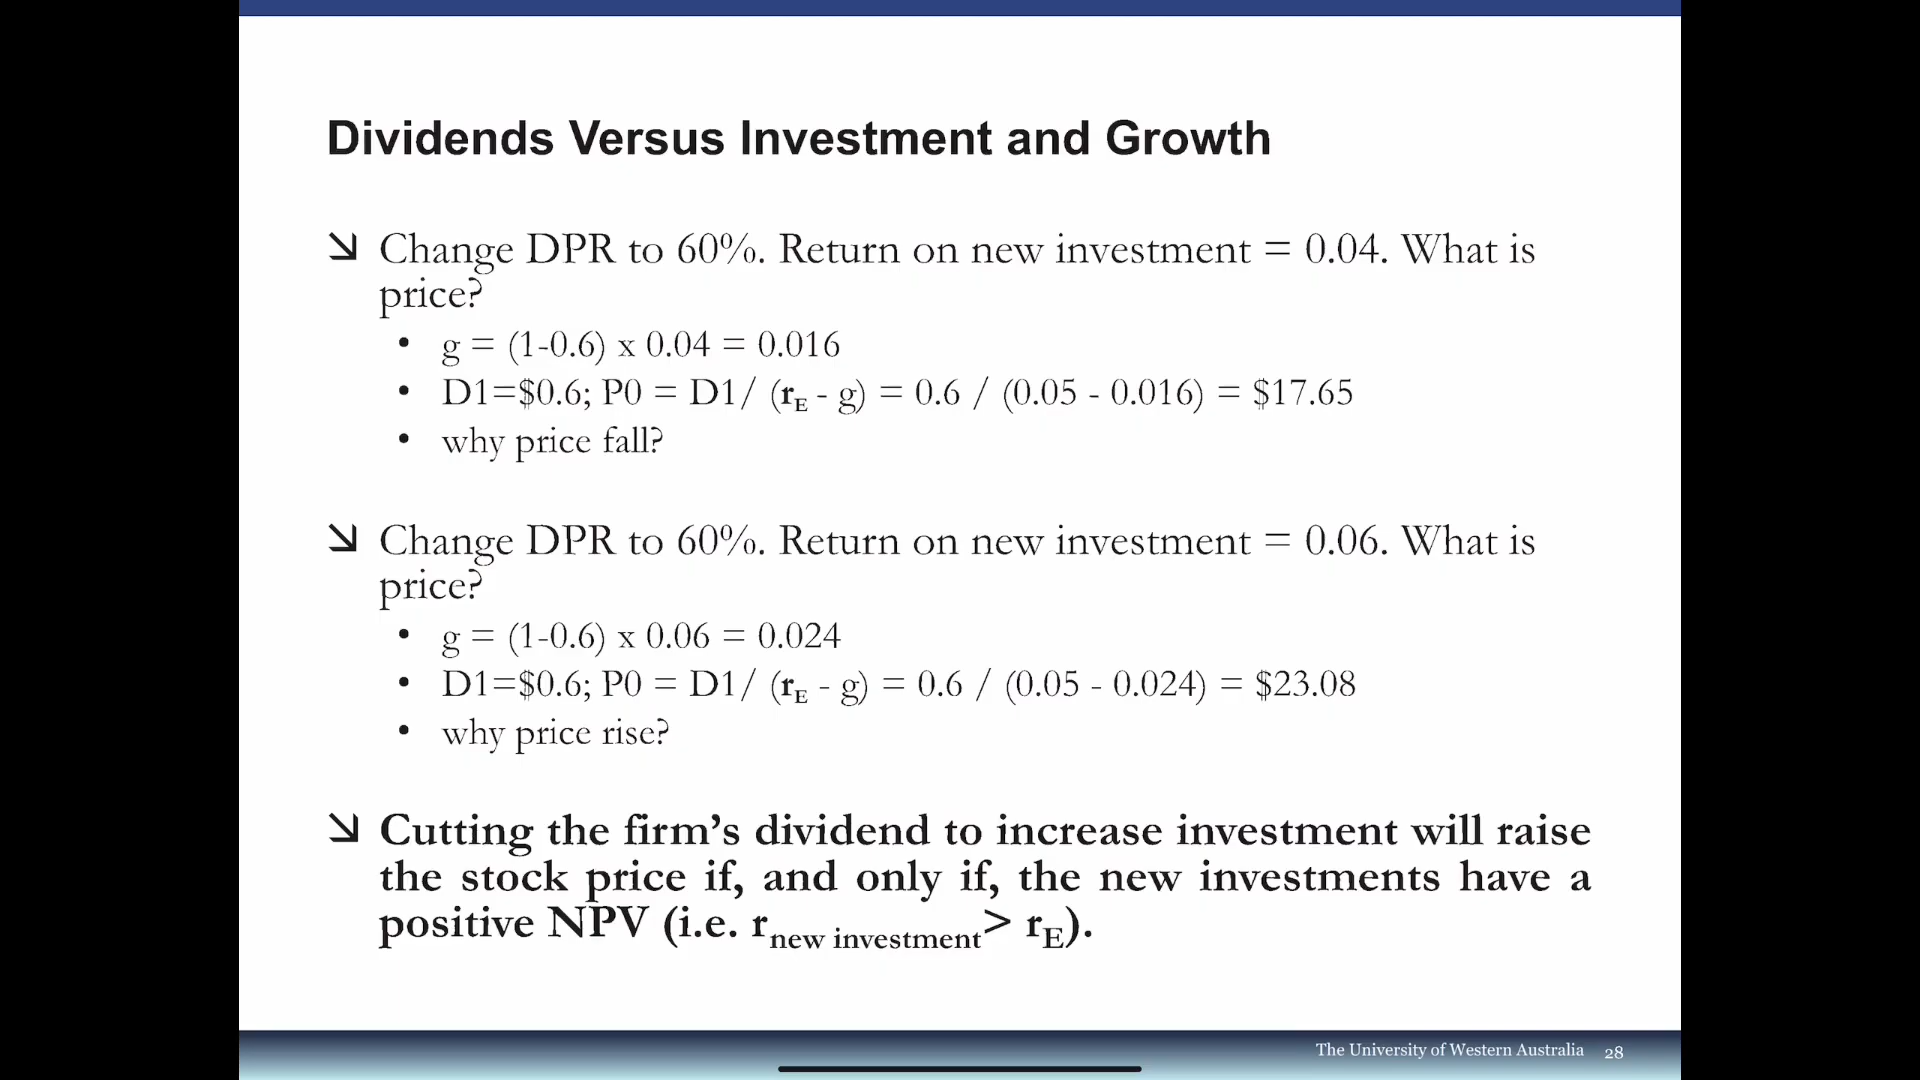 Dividends Versus Investment and Growth
Change DPR to 60%. Return on new investment = 0.04. What is
price?
• g = (1-0.6) x 0.04 = 0.016
• D1=$0.6; P0 = D1/ (rE - g) = 0.6 / (0.05 - 0.016) = $17.65
• why price fall?
Change DPR to 60%. Return on new investment = 0.06. What is
price?
• g = (1-0.6) x 0.06 = 0.024
• D1=$0.6; P0 = D1/ (rE - g) = 0.6 / (0.05 - 0.024) = $23.08
• why price rise?
Cutting the firm’s dividend to increase investment will raise
the stock price if, and only if, the new investments have a
positive NPV (i.e. rnew investment> rE).
The University of Western Australia 28